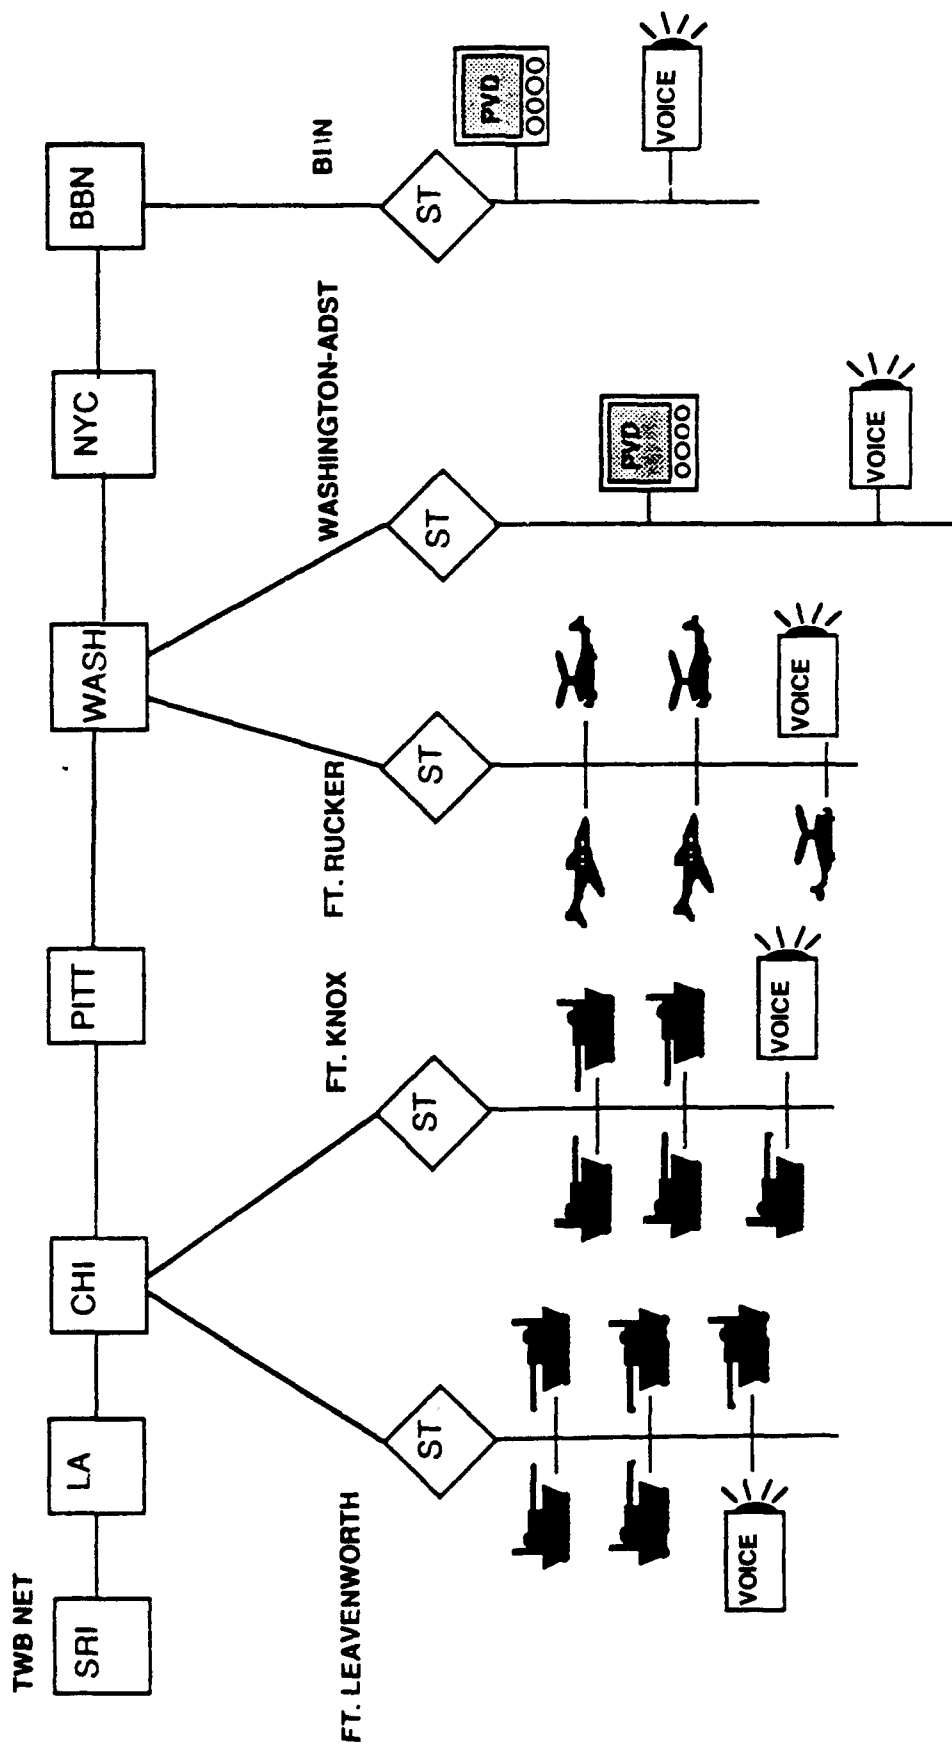 TWB NET
SRI
LA
CHI
PITT
WASH
NYC
BBN
FT. LEAVENWORTH
FT. KNOX
FT. RUCKER
WASHINGTON-ADST
BBN
ST
ST
ST
ST
ST
PVD
PVD
VOICE
VOICE
VOICE
VOICE
VOICE